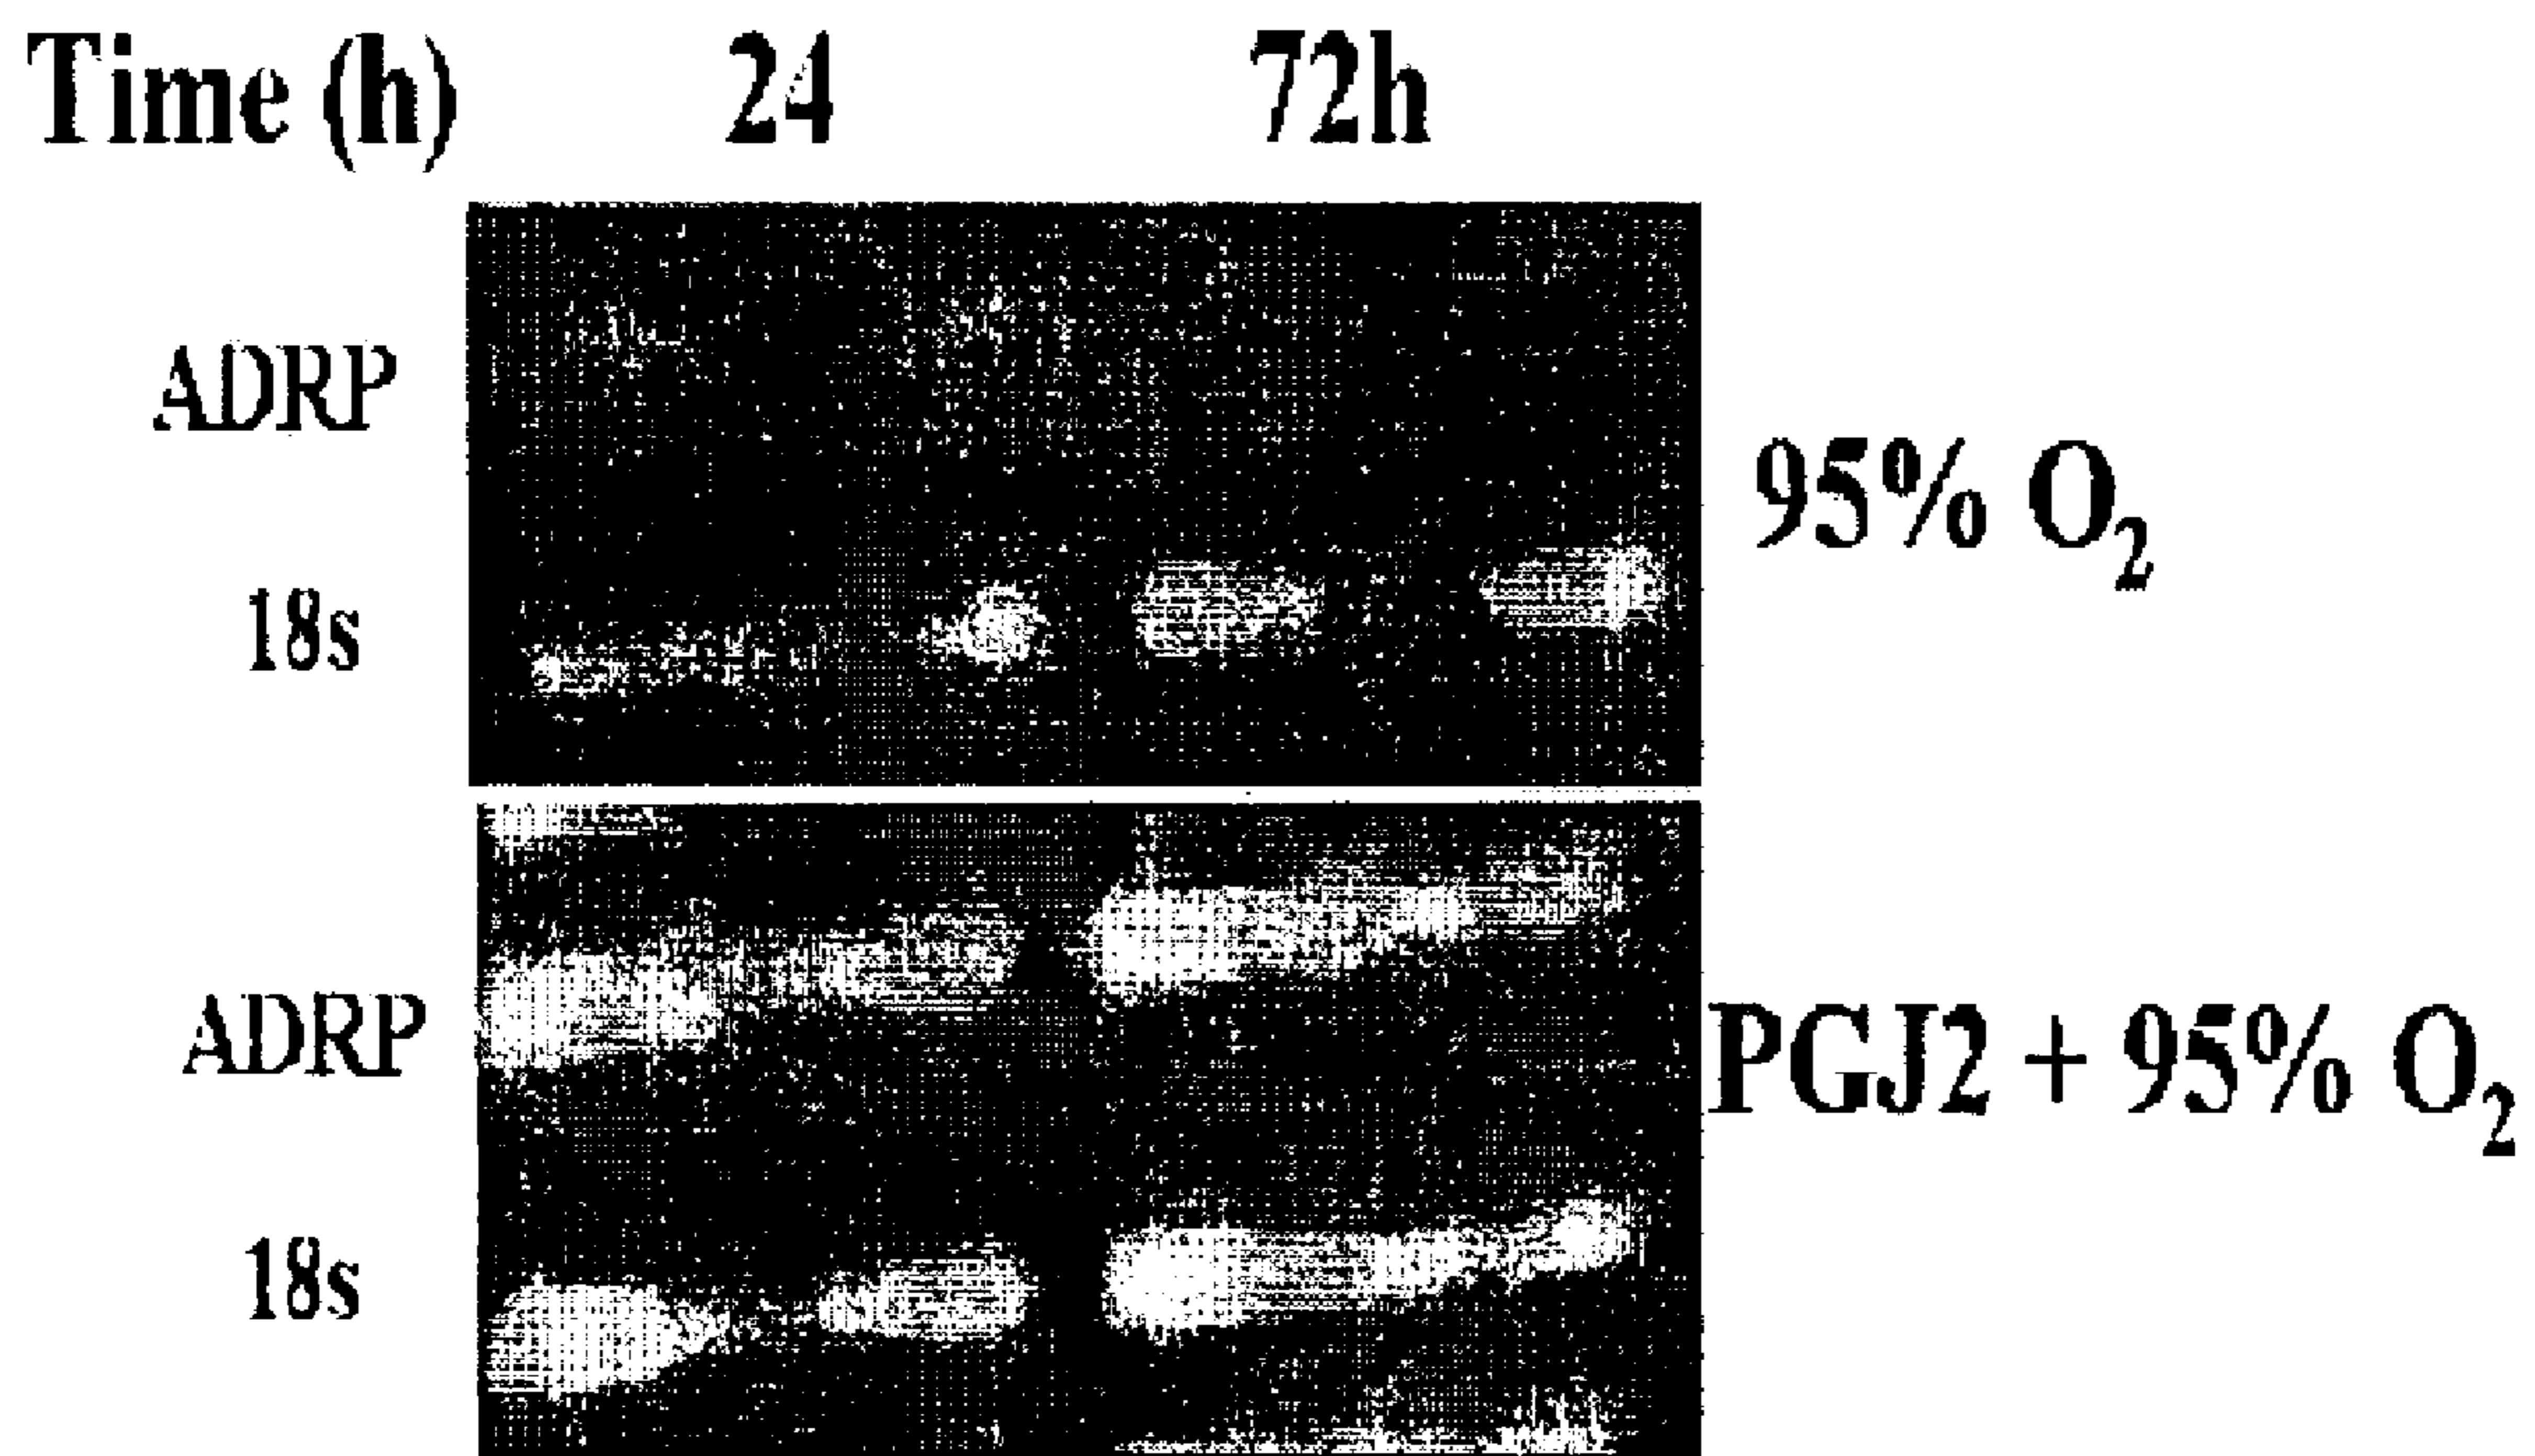 Time (h) 24 72h
ADRP
95% O₂
18s
ADRP
PGJ2 + 95% O₂
18s